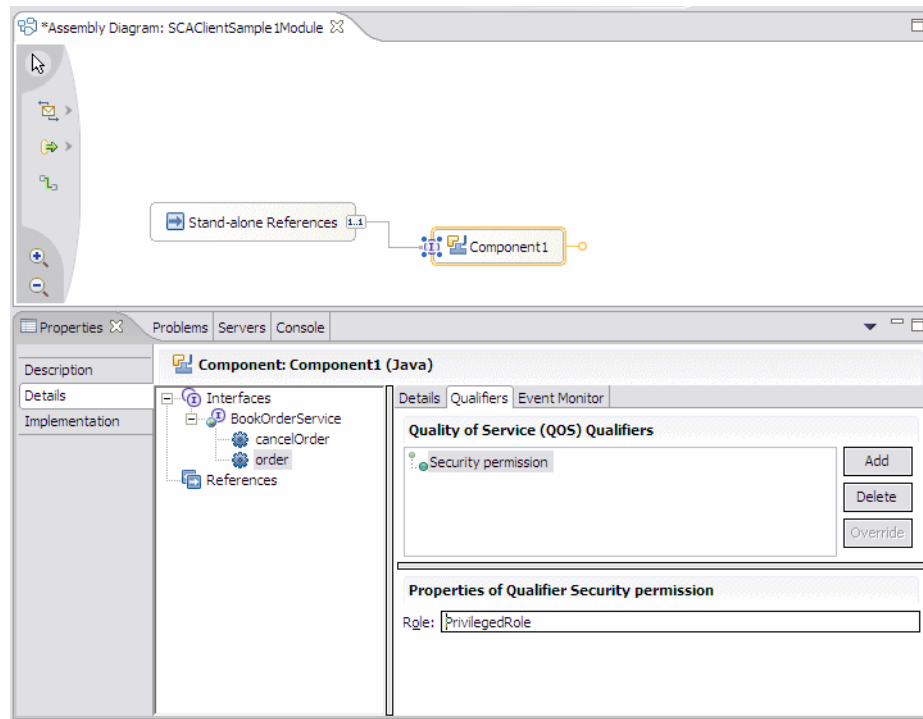 *Assembly Diagram: SCAClientSample1Module
Stand-alone References 1..1
Component1
Properties Problems Servers Console
Description
Details
Implementation
Component: Component1 (Java)
Interfaces
BookOrderService
cancelOrder
order
References
Details Qualifiers Event Monitor
Quality of Service (QOS) Qualifiers
Security permission
Add
Delete
Override
Properties of Qualifier Security permission
Role: PrivilegedRole